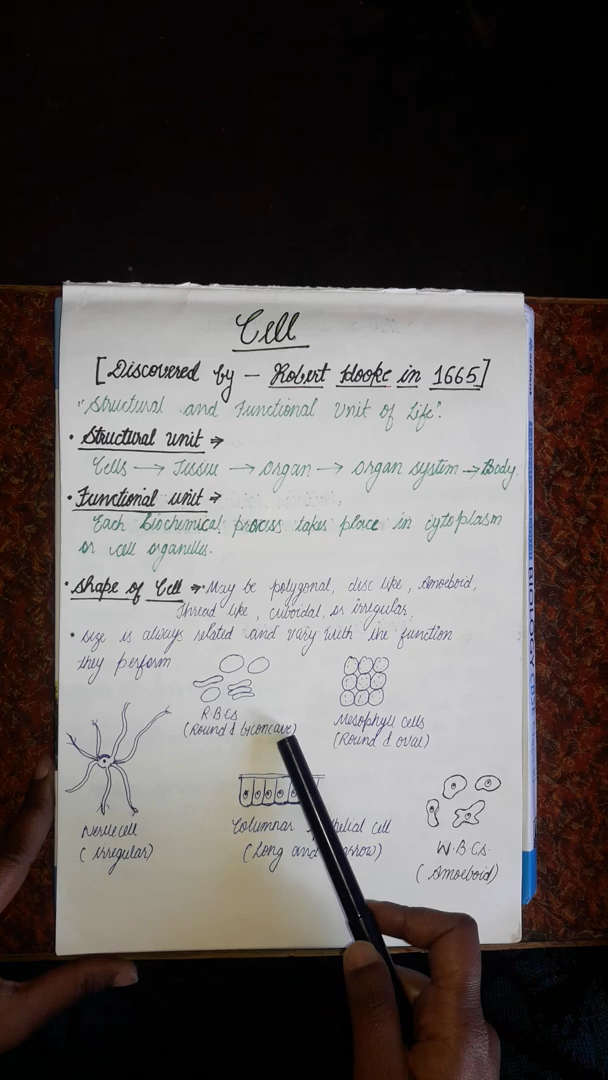 Cell
[Discovered by – Robert Hooke in 1665]
"Structural and Functional Unit of Life".
• Structural unit →
Cells → Tissue → Organ → Organ system → Body
• Functional unit →
Each biochemical process takes place in cytoplasm
or cell organelles.
• Shape of Cell → • May be polygonal, disc like, Amoeboid,
Thread like, cuboidal, or irregular.
• Size is always related and vary with the function
they perform
R.B.Cs
(Round & biconcave)
Mesophyll cells
(Round & oval)
Nerve cell
(irregular)
Columnar
(Long and
W.B.Cs
(Amoeboid)
BIOLOGY